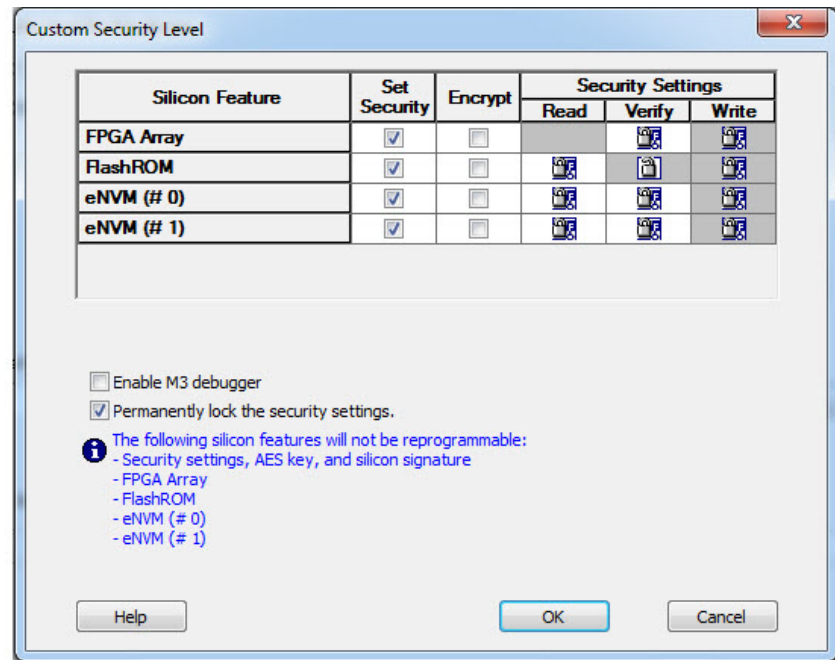 Custom Security Level
Silicon Feature
Set Security
Encrypt
Security Settings
Read Verify Write
FPGA Array
FlashROM
eNVM (# 0)
eNVM (# 1)
Enable M3 debugger
Permanently lock the security settings.
The following silicon features will not be reprogrammable:
- Security settings, AES key, and silicon signature
- FPGA Array
- FlashROM
- eNVM (# 0)
- eNVM (# 1)
Help OK Cancel